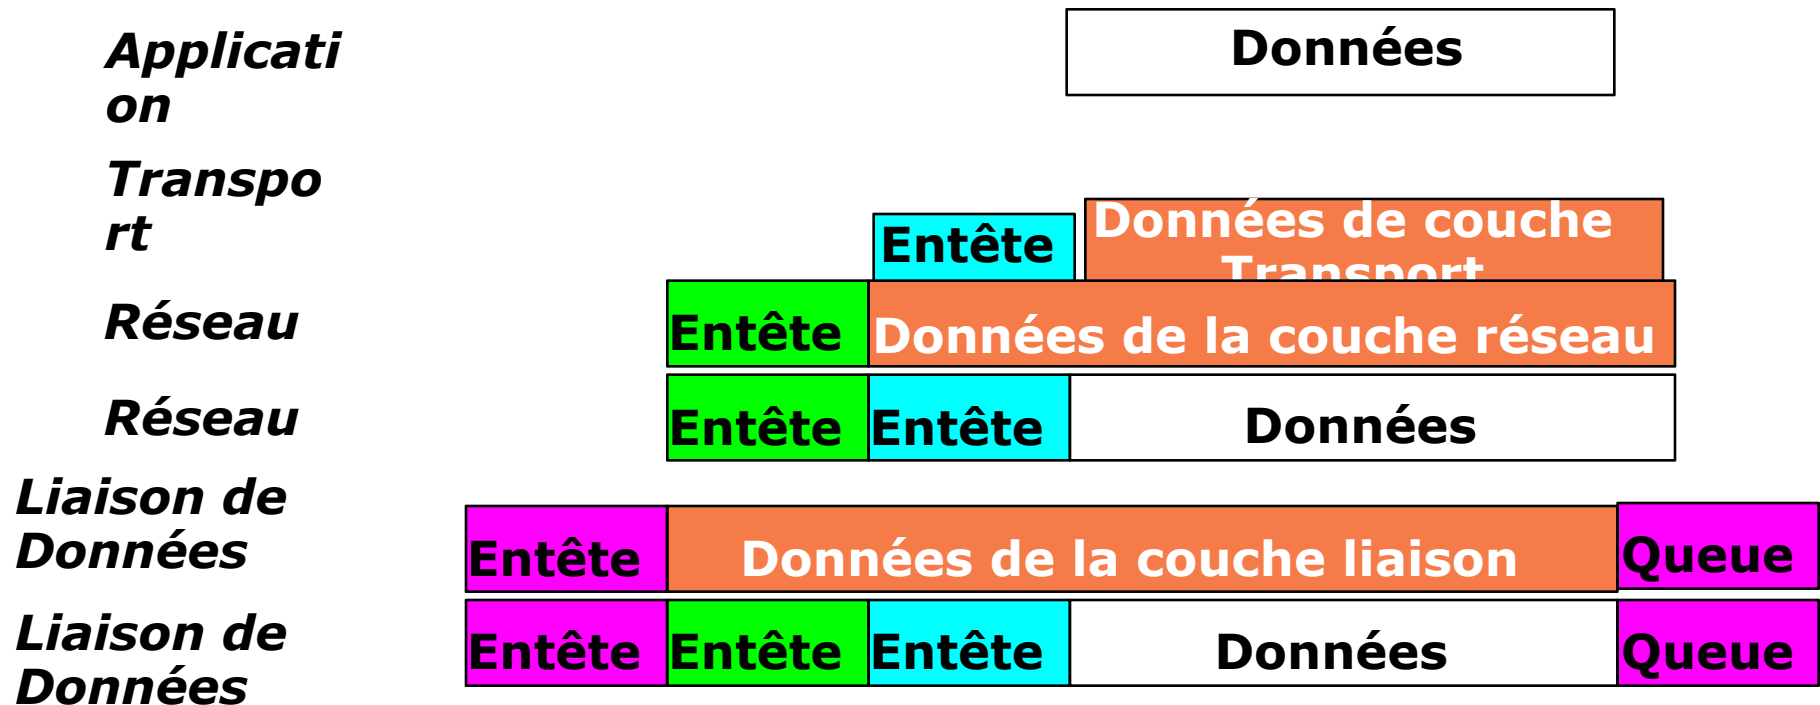 Applicati
on
Données
Transpo
rt
Entête
Données de couche
Transport
Réseau
Entête
Données de la couche réseau
Réseau
Entête
Entête
Données
Liaison de
Données
Entête
Données de la couche liaison
Queue
Liaison de
Données
Entête
Entête
Entête
Données
Queue